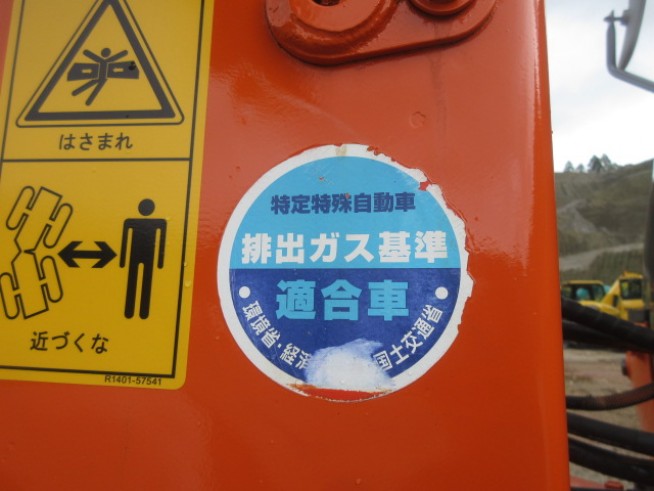 はさまれ
近づくな
R1401-57541
特定特殊自動車
排出ガス基準
適合車
環境省・経済
国土交通省